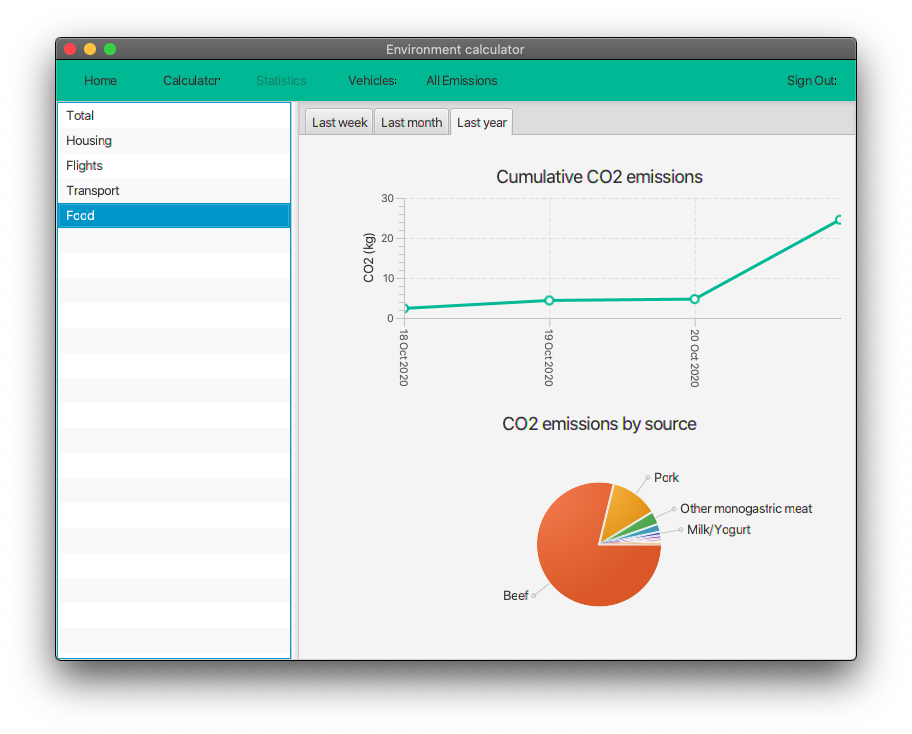 Environment calculator
Home Calculator Statistics Vehicles All Emissions Sign Out
Total
Housing
Flights
Transport
Food
Last week Last month Last year
Cumulative CO2 emissions
CO2 (kg)
30
20
10
0
18 Oct 2020
19 Oct 2020
20 Oct 2020
CO2 emissions by source
Pork
Other monogastric meat
Milk/Yogurt
Beef